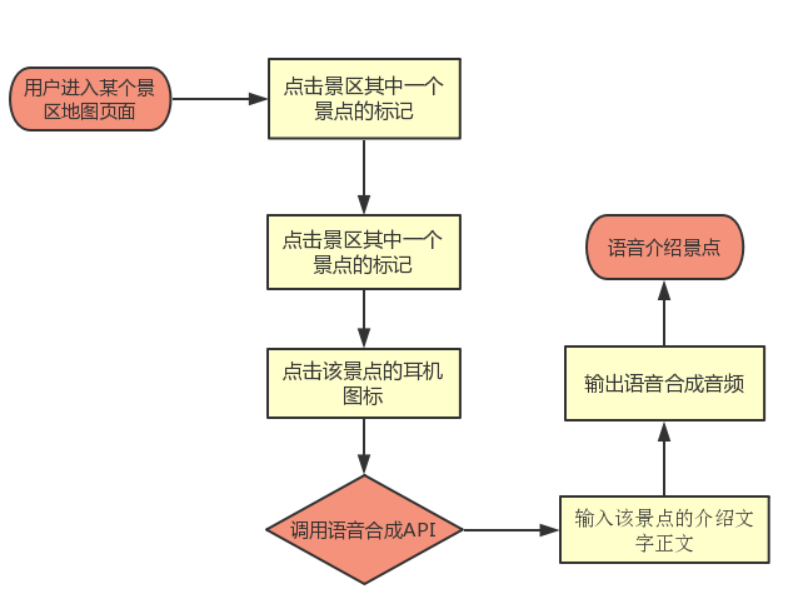 用户进入某个景
区地图页面
点击景区其中一个
景点的标记
点击景区其中一个
景点的标记
点击该景点的耳机
图标
调用语音合成API
输入该景点的介绍文
字正文
输出语音合成音频
语音介绍景点